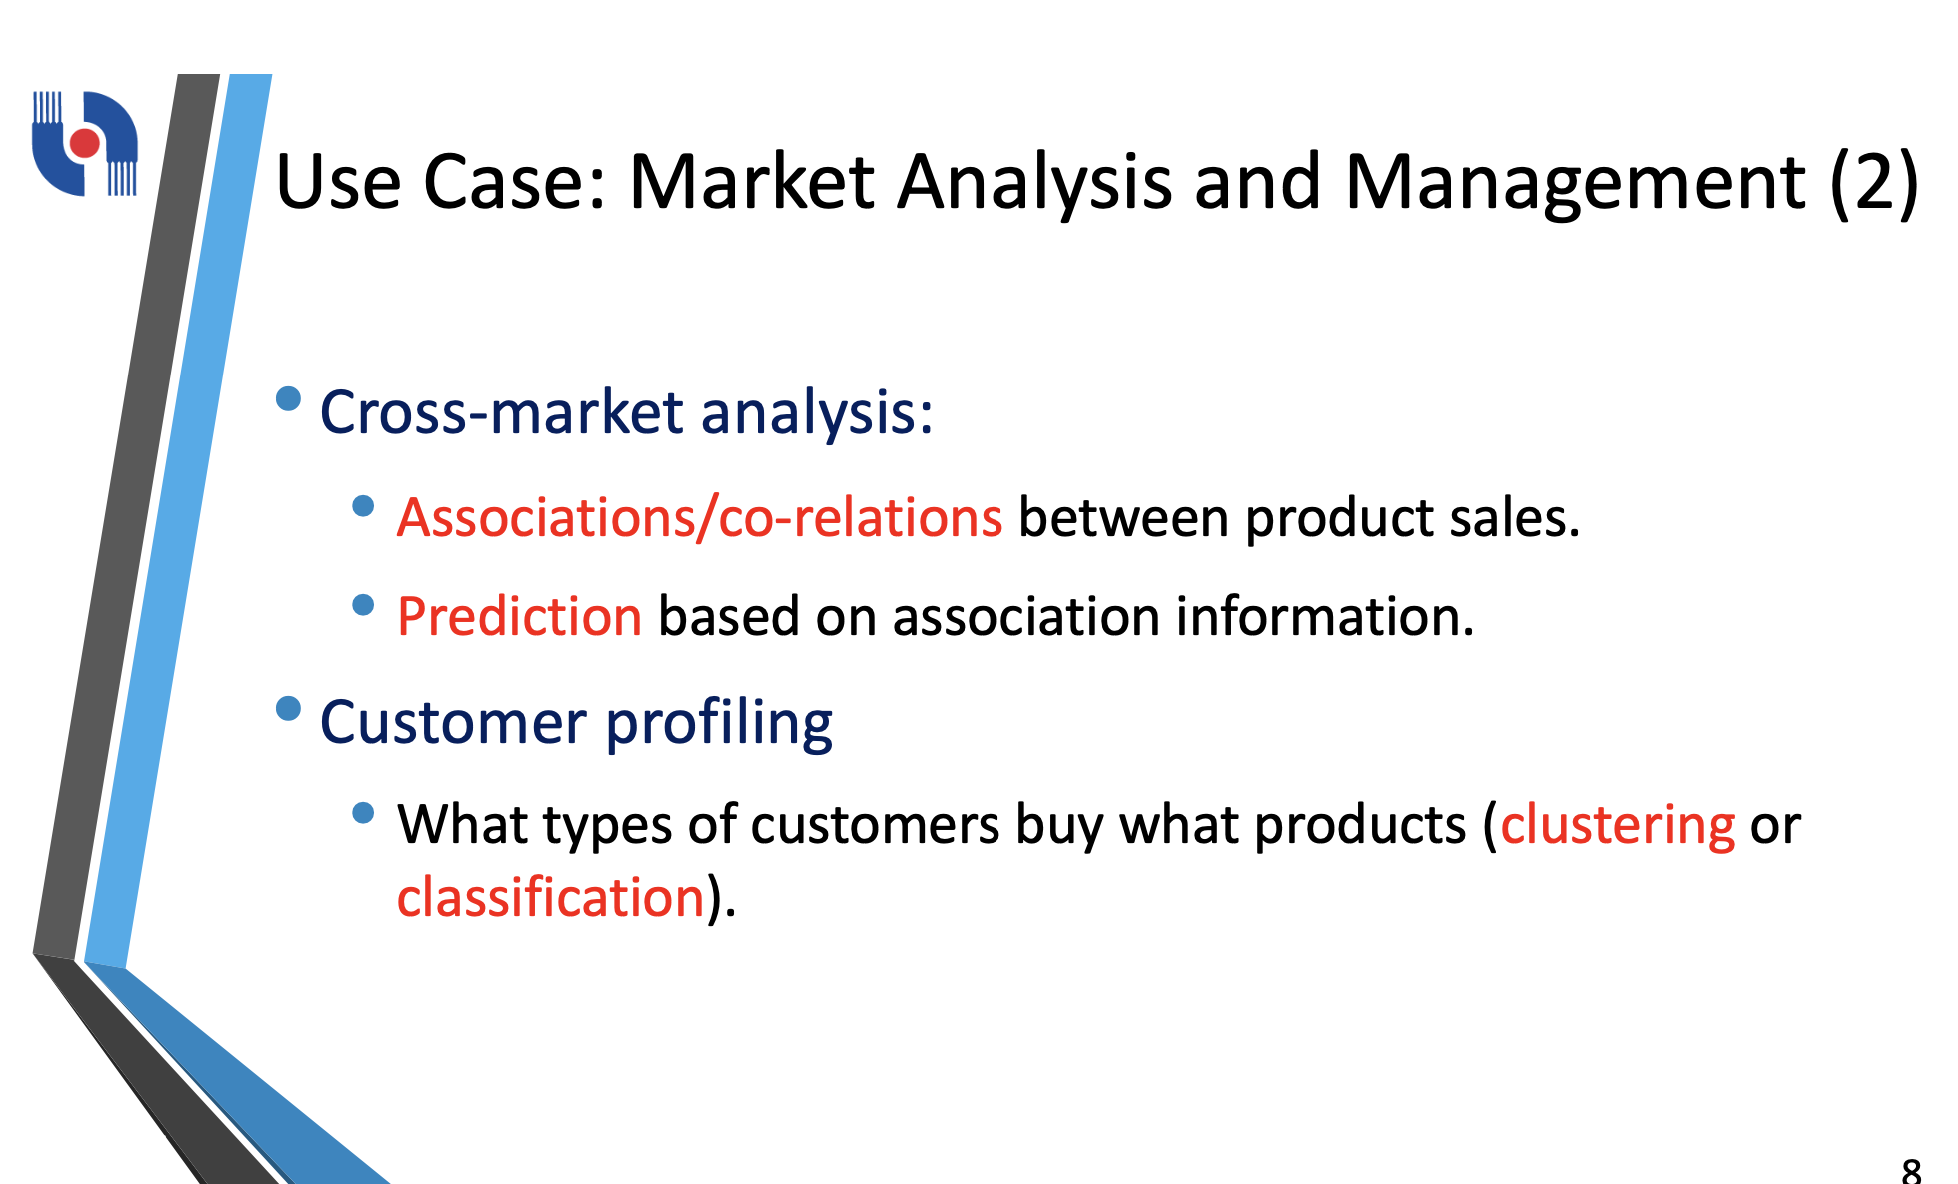 Use Case: Market Analysis and Management (2)
• Cross-market analysis:
• Associations/co-relations between product sales.
• Prediction based on association information.
• Customer profiling
• What types of customers buy what products (clustering or
classification).
8